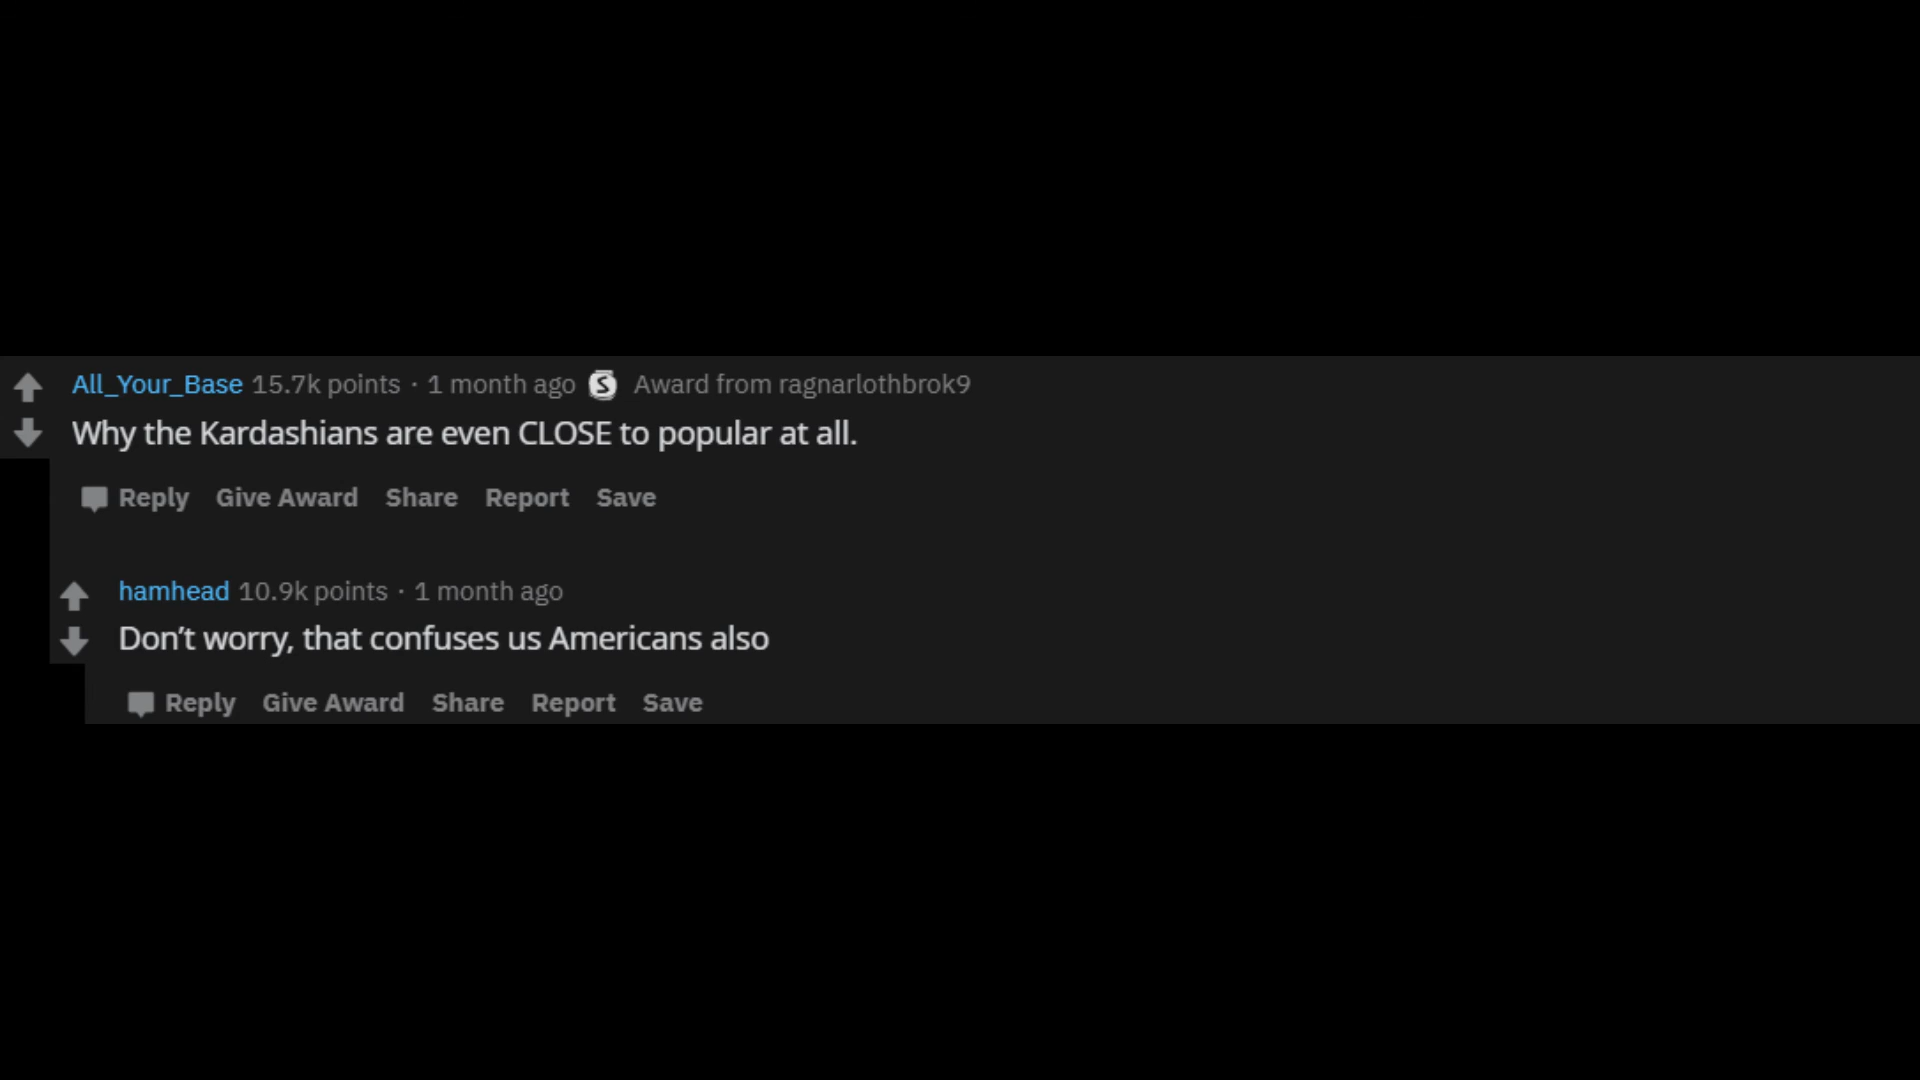 All_Your_Base 15.7k points · 1 month ago S Award from ragnarlothbrok9
Why the Kardashians are even CLOSE to popular at all.
Reply Give Award Share Report Save
hamhead 10.9k points · 1 month ago
Don’t worry, that confuses us Americans also
Reply Give Award Share Report Save